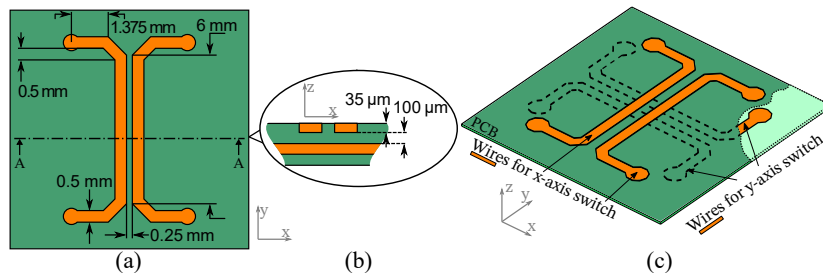 1.375 mm
6 mm
0.5 mm
A
A
0.5 mm
0.25 mm
y
x
(a)
z
x
35 µm
100 µm
(b)
PCB
Wires for x-axis switch
Wires for y-axis switch
z
y
x
(c)